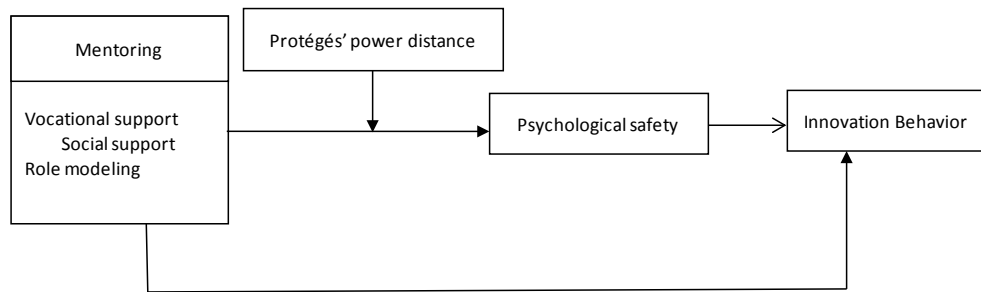 Mentoring
Vocational support
Social support
Role modeling
Protégés’ power distance
Psychological safety
Innovation Behavior